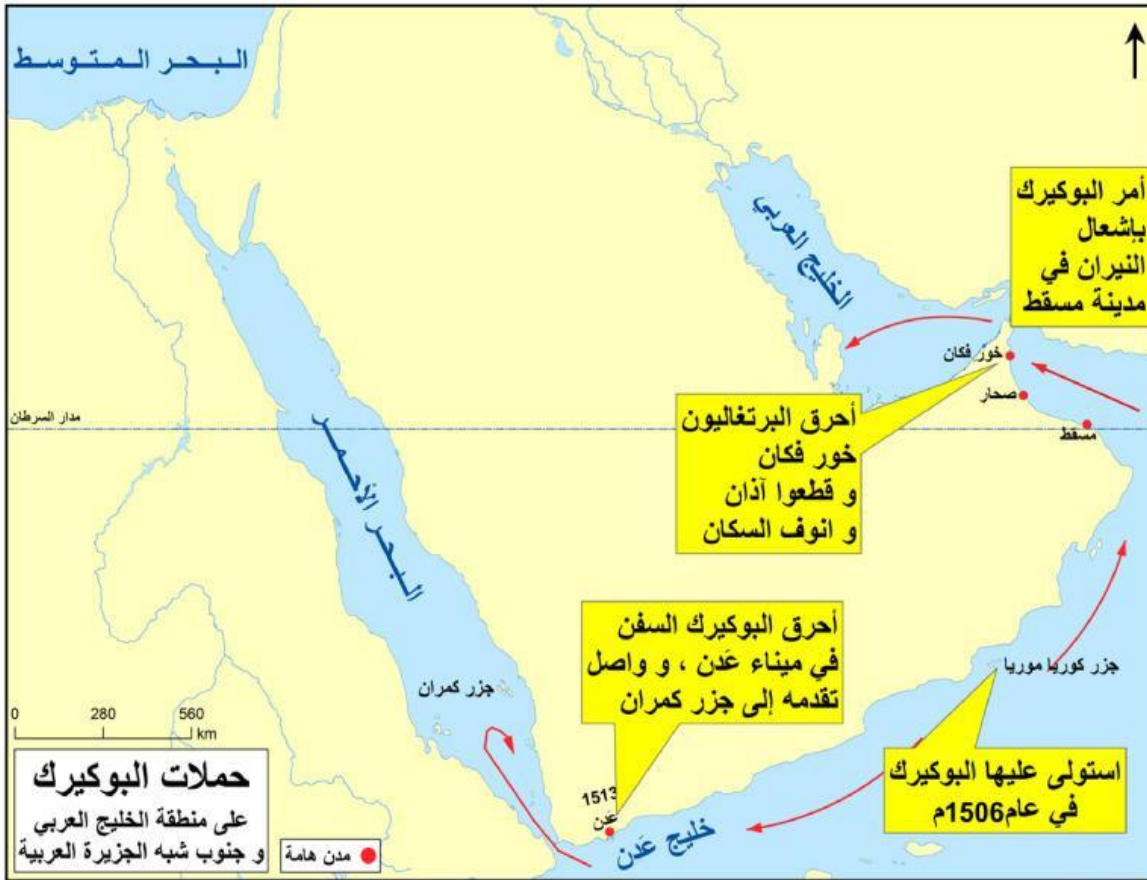 البحر المتوسط
أمر البوكيرك
بإشعال
النيران في
مدينة مسقط
الخليج العربي
خور فكان
صحار
مسقط
مدار السرطان
البحر الأحمر
أحرق البرتغاليون
خور فكان
و قطعوا آذان
و انوف السكان
أحرق البوكيرك السفن
في ميناء عَدن ، و واصل
تقدمه إلى جزر كمران
جزر كمران
جزر كوريا موريا
استولى عليها البوكيرك
في عام1506م
1513
عَدن
خليج عَدن
0 280 560
km
حملات البوكيرك
على منطقة الخليج العربي
و جنوب شبه الجزيرة العربية
مدن هامة